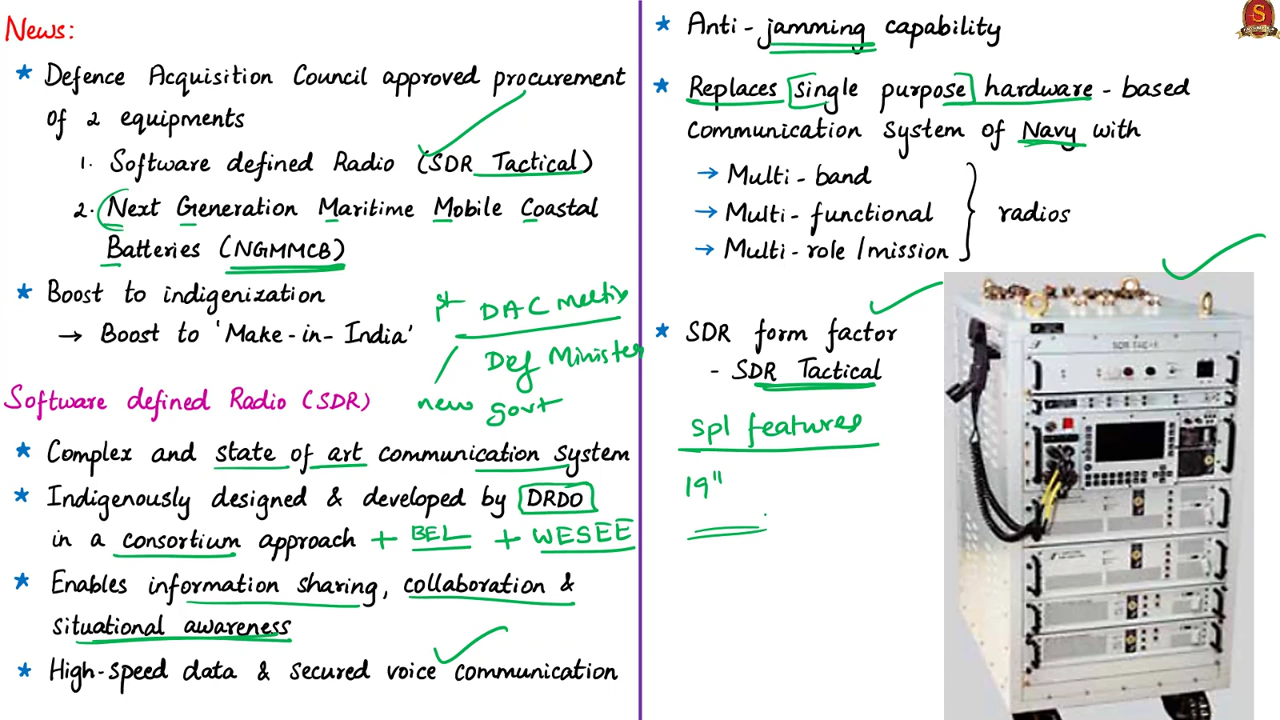 News:
* Defence Acquisition Council approved procurement
of 2 equipments
1. Software defined Radio (SDR Tactical)
2. Next Generation Maritime Mobile Coastal
Batteries (NGMMCB)
* Boost to indigenization
→ Boost to 'Make-in-India'
1st DAC meeting
Def Minister
new govt
Software defined Radio (SDR)
* Complex and state of art communication system
* Indigenously designed & developed by DRDO
in a consortium approach + BEL + WESEE
* Enables information sharing, collaboration &
situational awareness
* High-speed data & secured voice communication
* Anti-jamming capability
* Replaces [single purpose] hardware-based
communication system of Navy with
→ Multi-band
→ Multi-functional
→ Multi-role/mission
} radios
* SDR form factor
- SDR Tactical
Spl features
19"